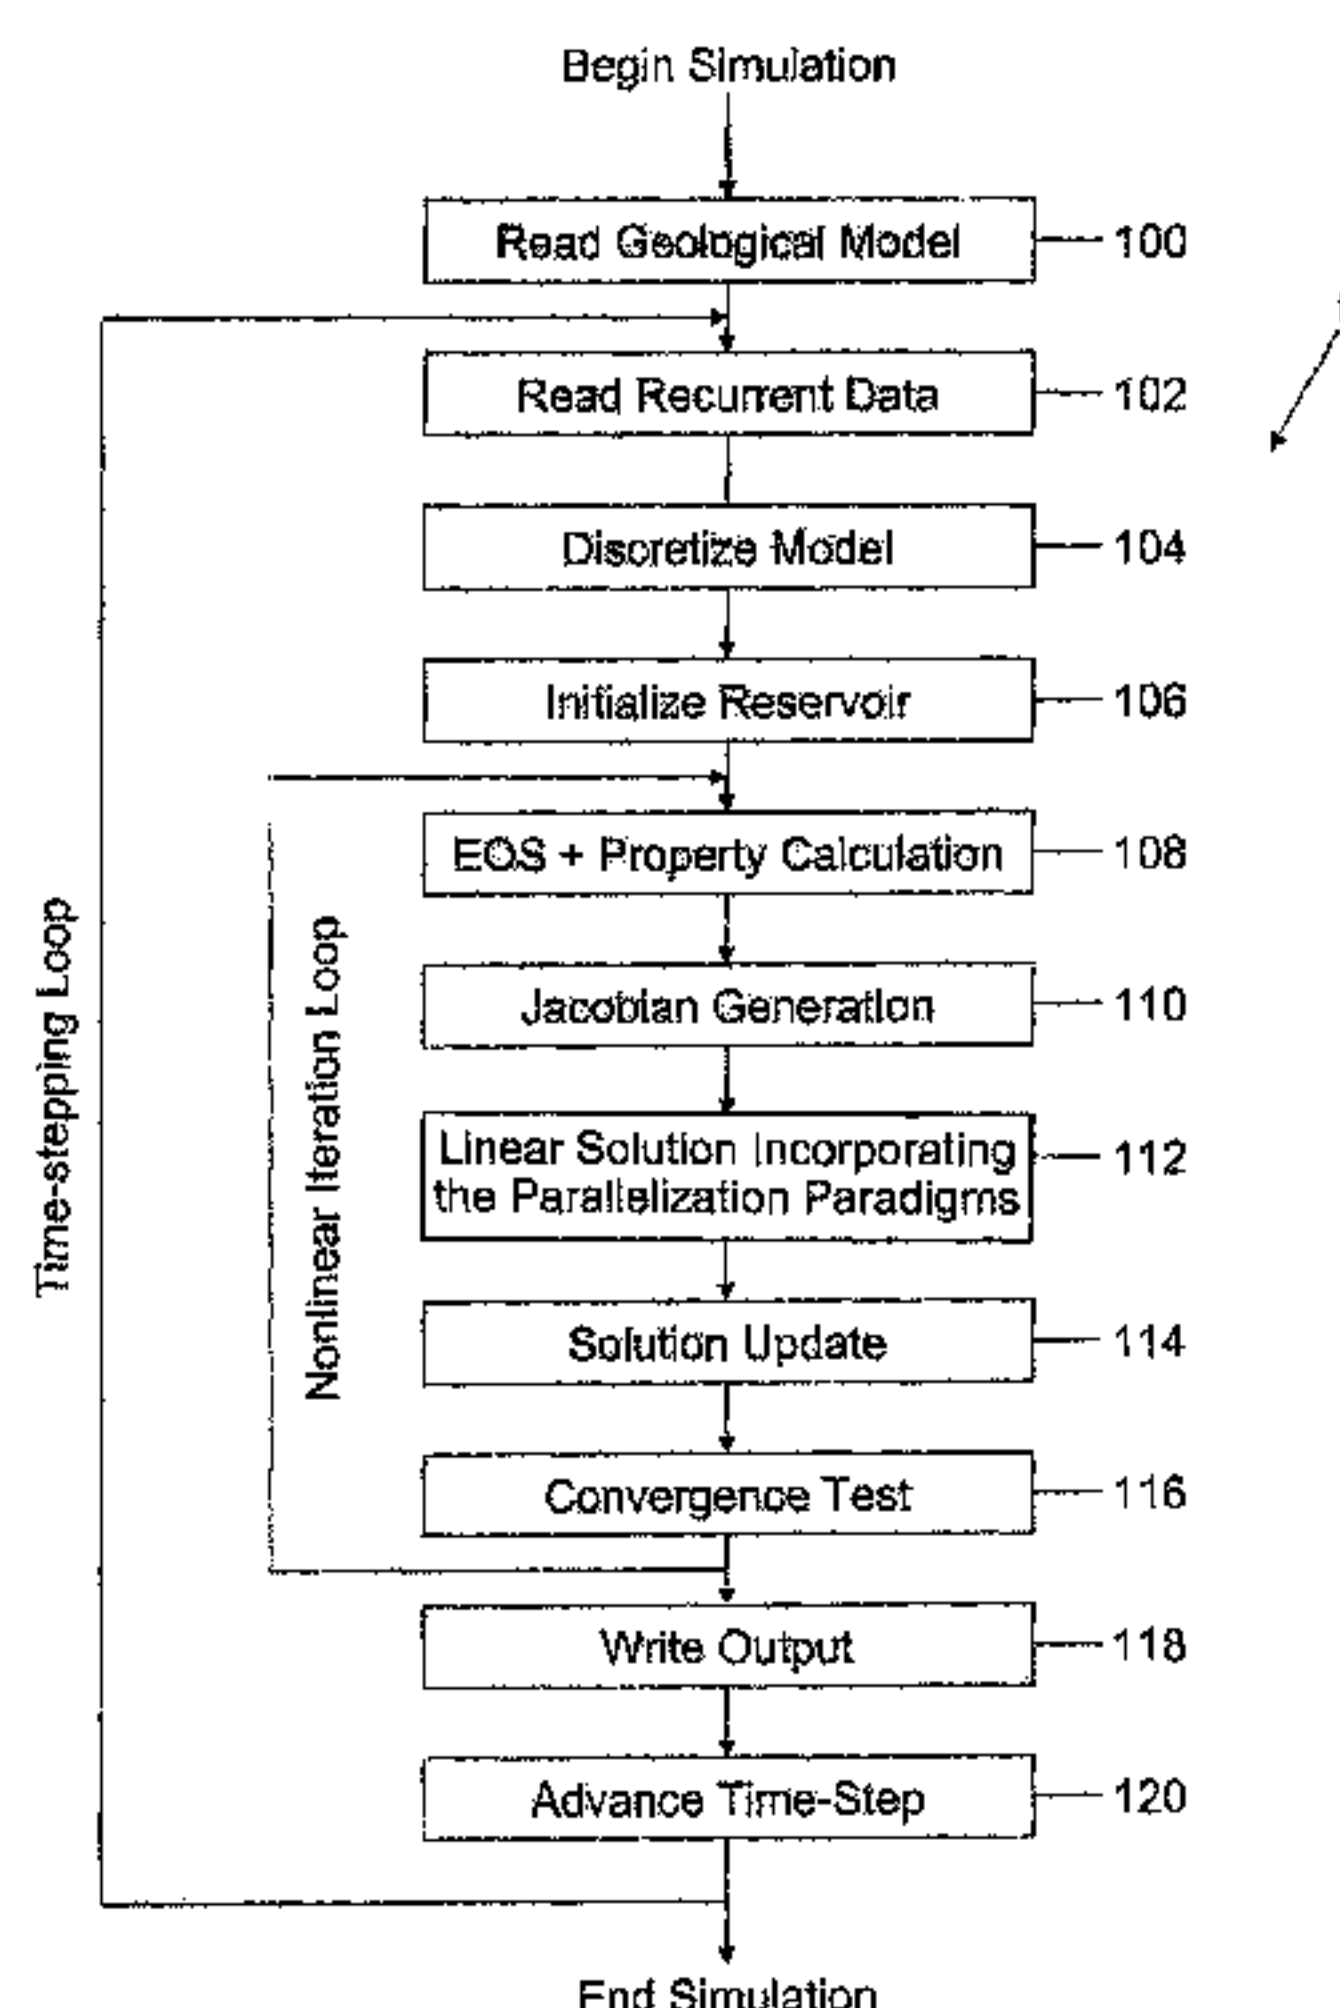 Begin Simulation
Read Geological Model
100
Read Recurrent Data
102
Discretize Model
104
Initialize Reservoir
106
EOS + Property Calculation
108
Jacobian Generation
110
Linear Solution Incorporating
the Parallelization Paradigms
112
Solution Update
114
Convergence Test
116
Write Output
118
Advance Time-Step
120
End Simulation
Time-stepping Loop
Nonlinear Iteration Loop